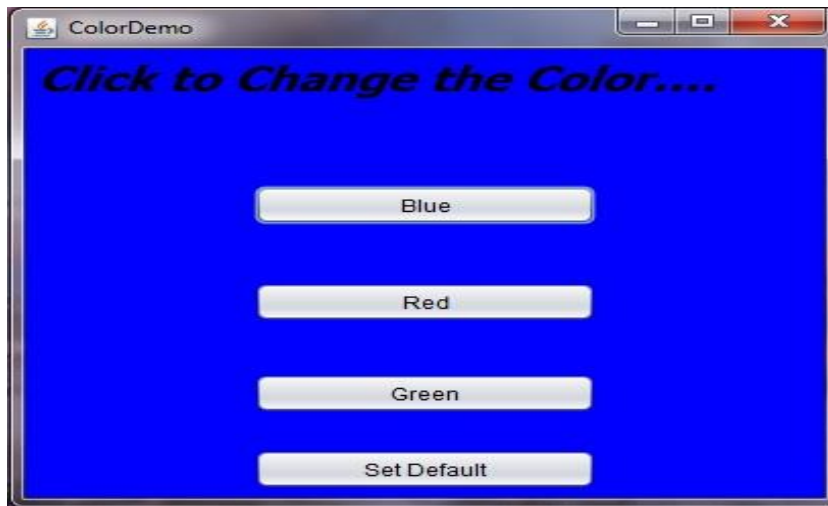 ColorDemo
Click to Change the Color....
Blue
Red
Green
Set Default